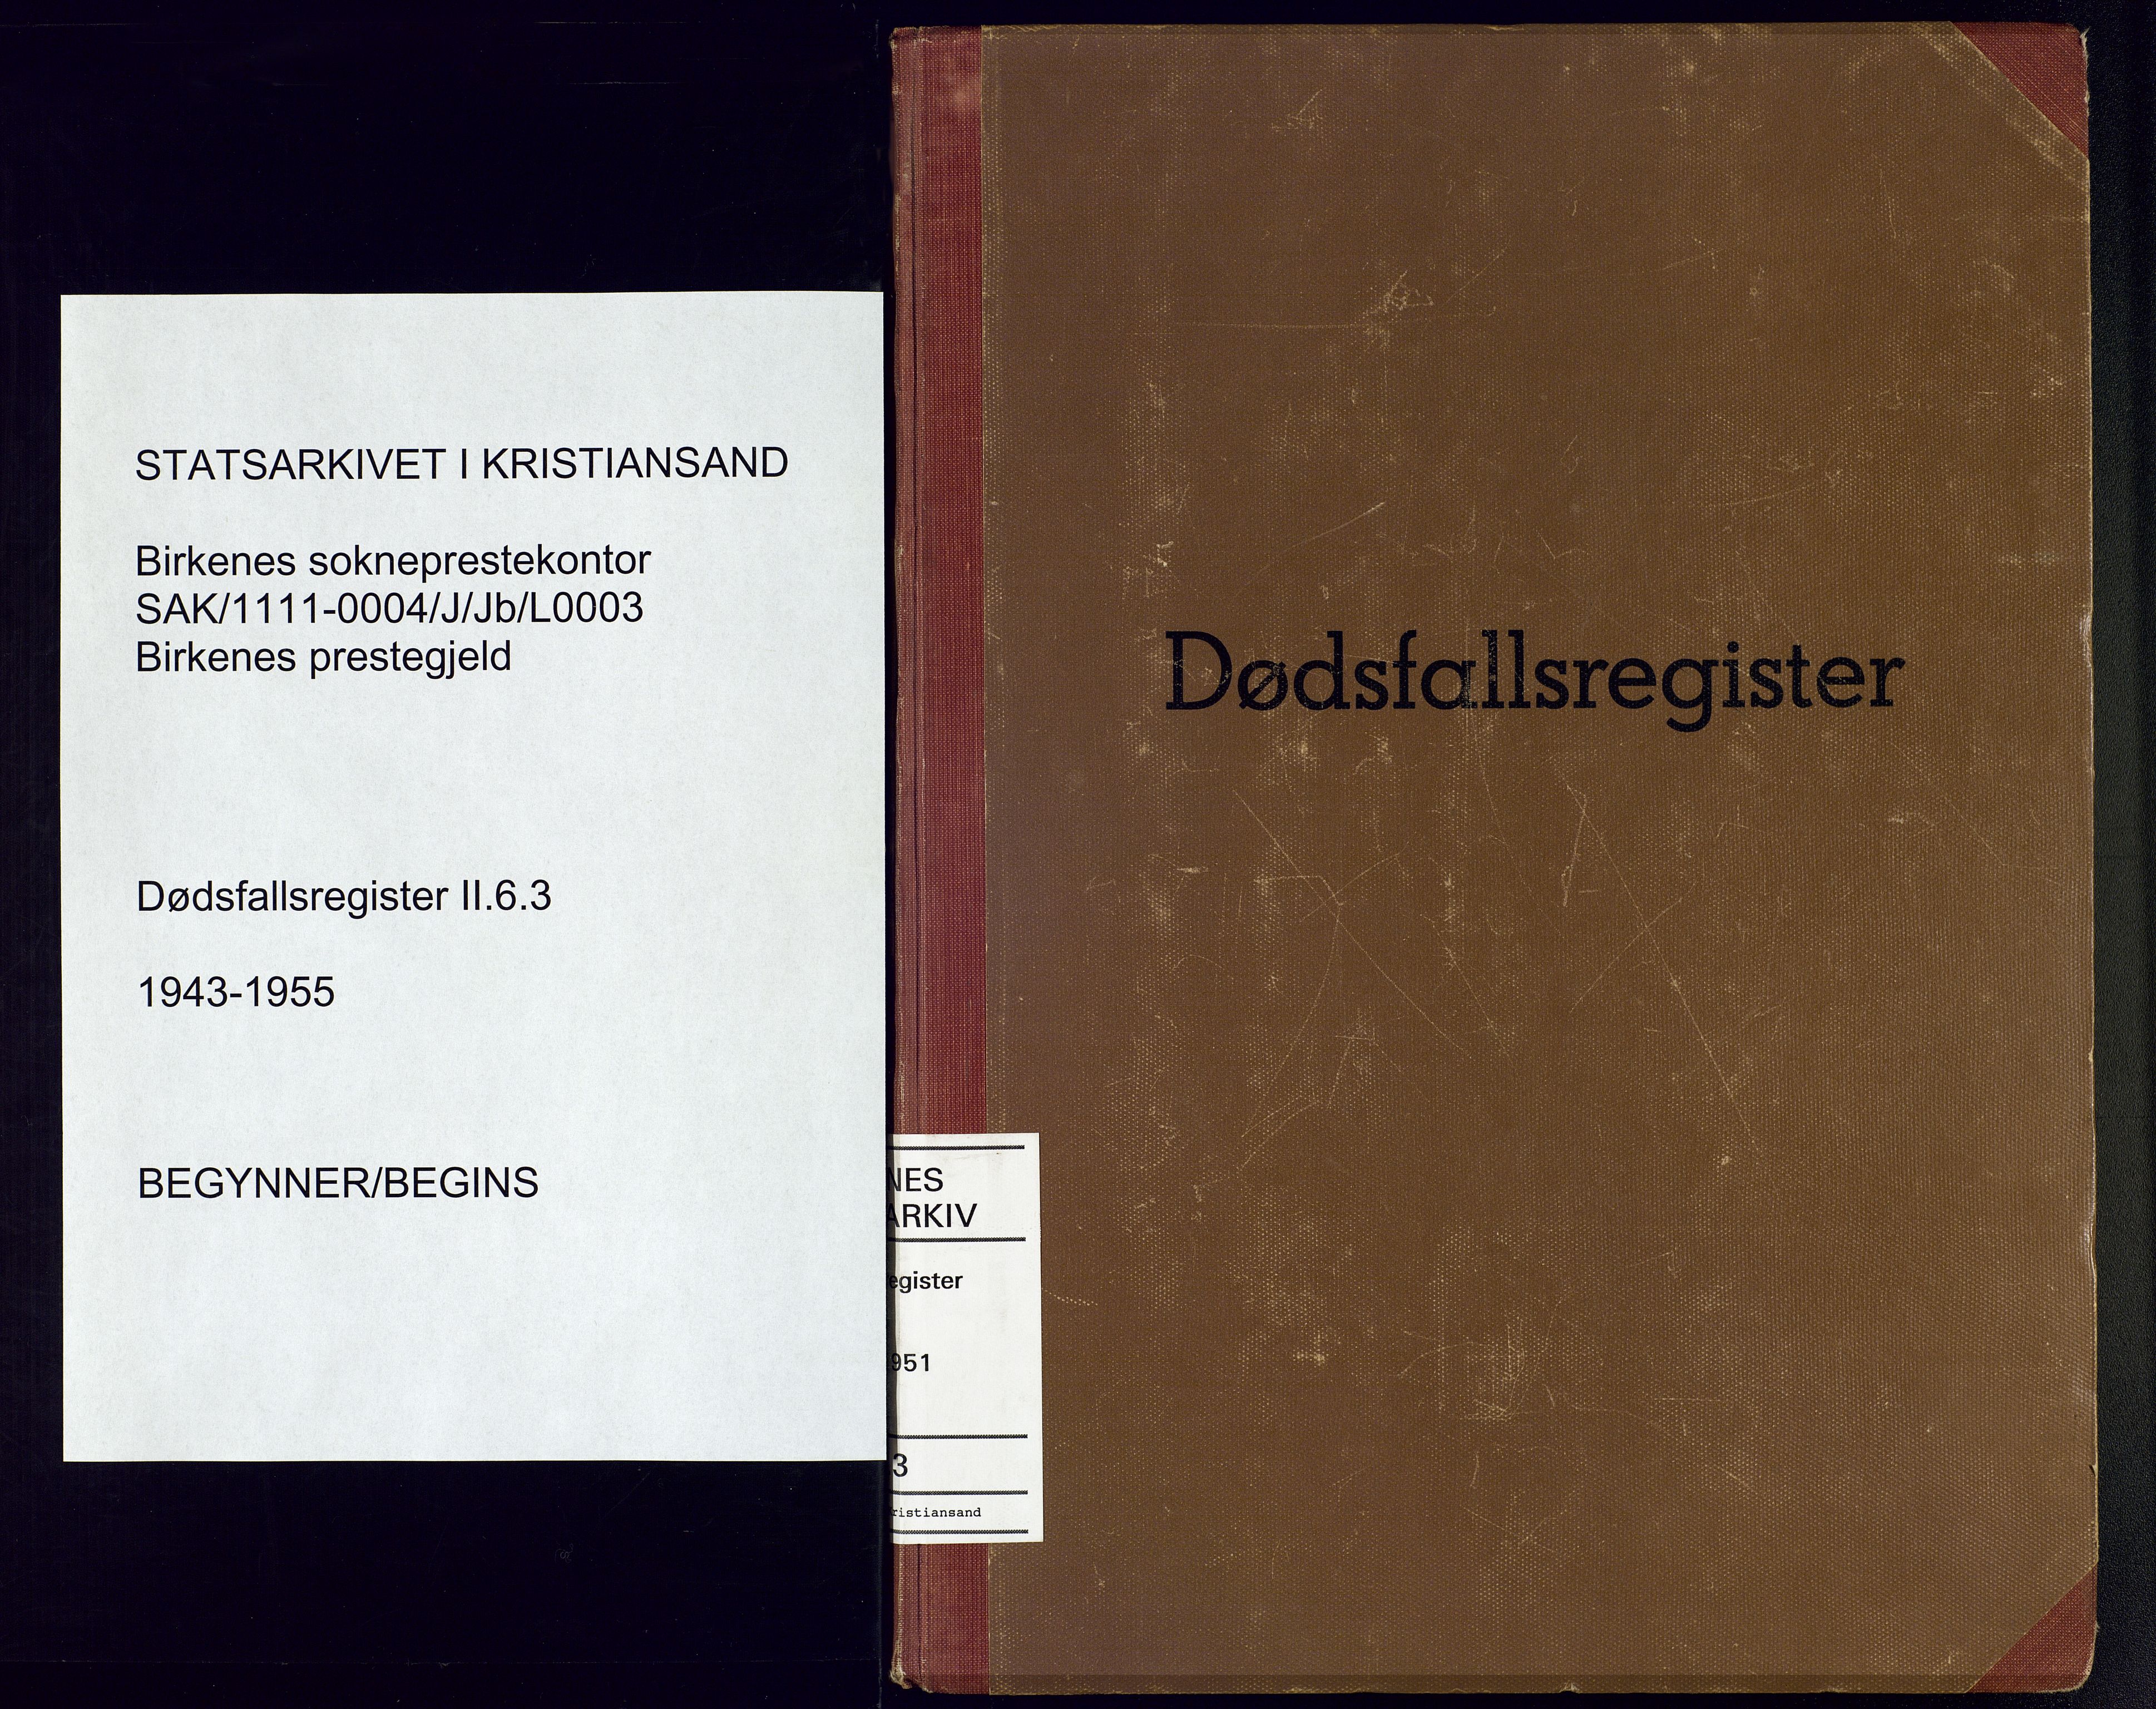 STATSARKIVET I KRISTIANSAND
Birkenes sokneprestekontor
SAK/1111-0004/J/Jb/L0003
Birkenes prestegjeld
Dødsfallsregister II.6.3
1943-1955
BEGYNNER/BEGINS
Dødsfallsregister
NES
ARKIV
egister
951
3
ristiansand